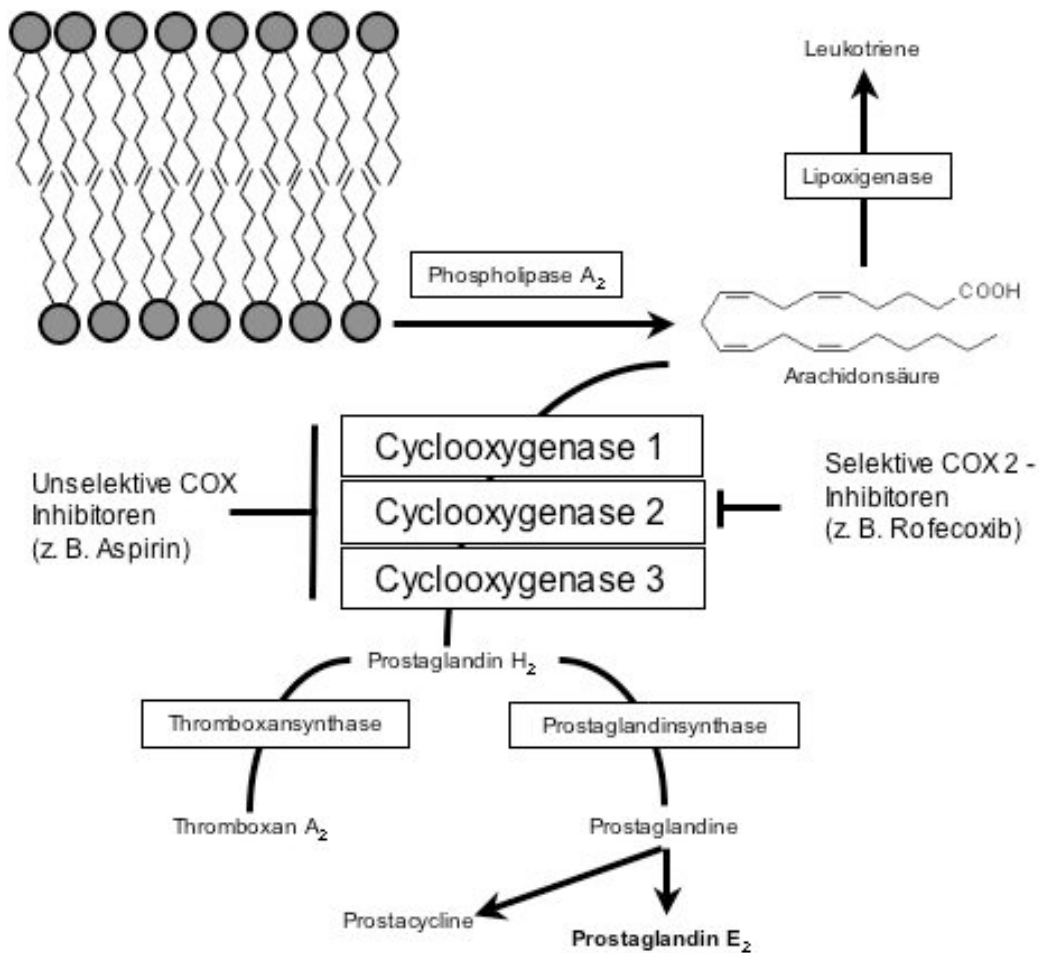 Leukotriene
Lipoxigenase
Phospholipase A₂
COOH
Arachidonsäure
Cyclooxygenase 1
Unselektive COX
Inhibitoren
(z. B. Aspirin)
Cyclooxygenase 2
Selektive COX 2 -
Inhibitoren
(z. B. Rofecoxib)
Cyclooxygenase 3
Prostaglandin H₂
Thromboxansynthase
Prostaglandinsynthase
Thromboxan A₂
Prostaglandine
Prostacycline
Prostaglandin E₂